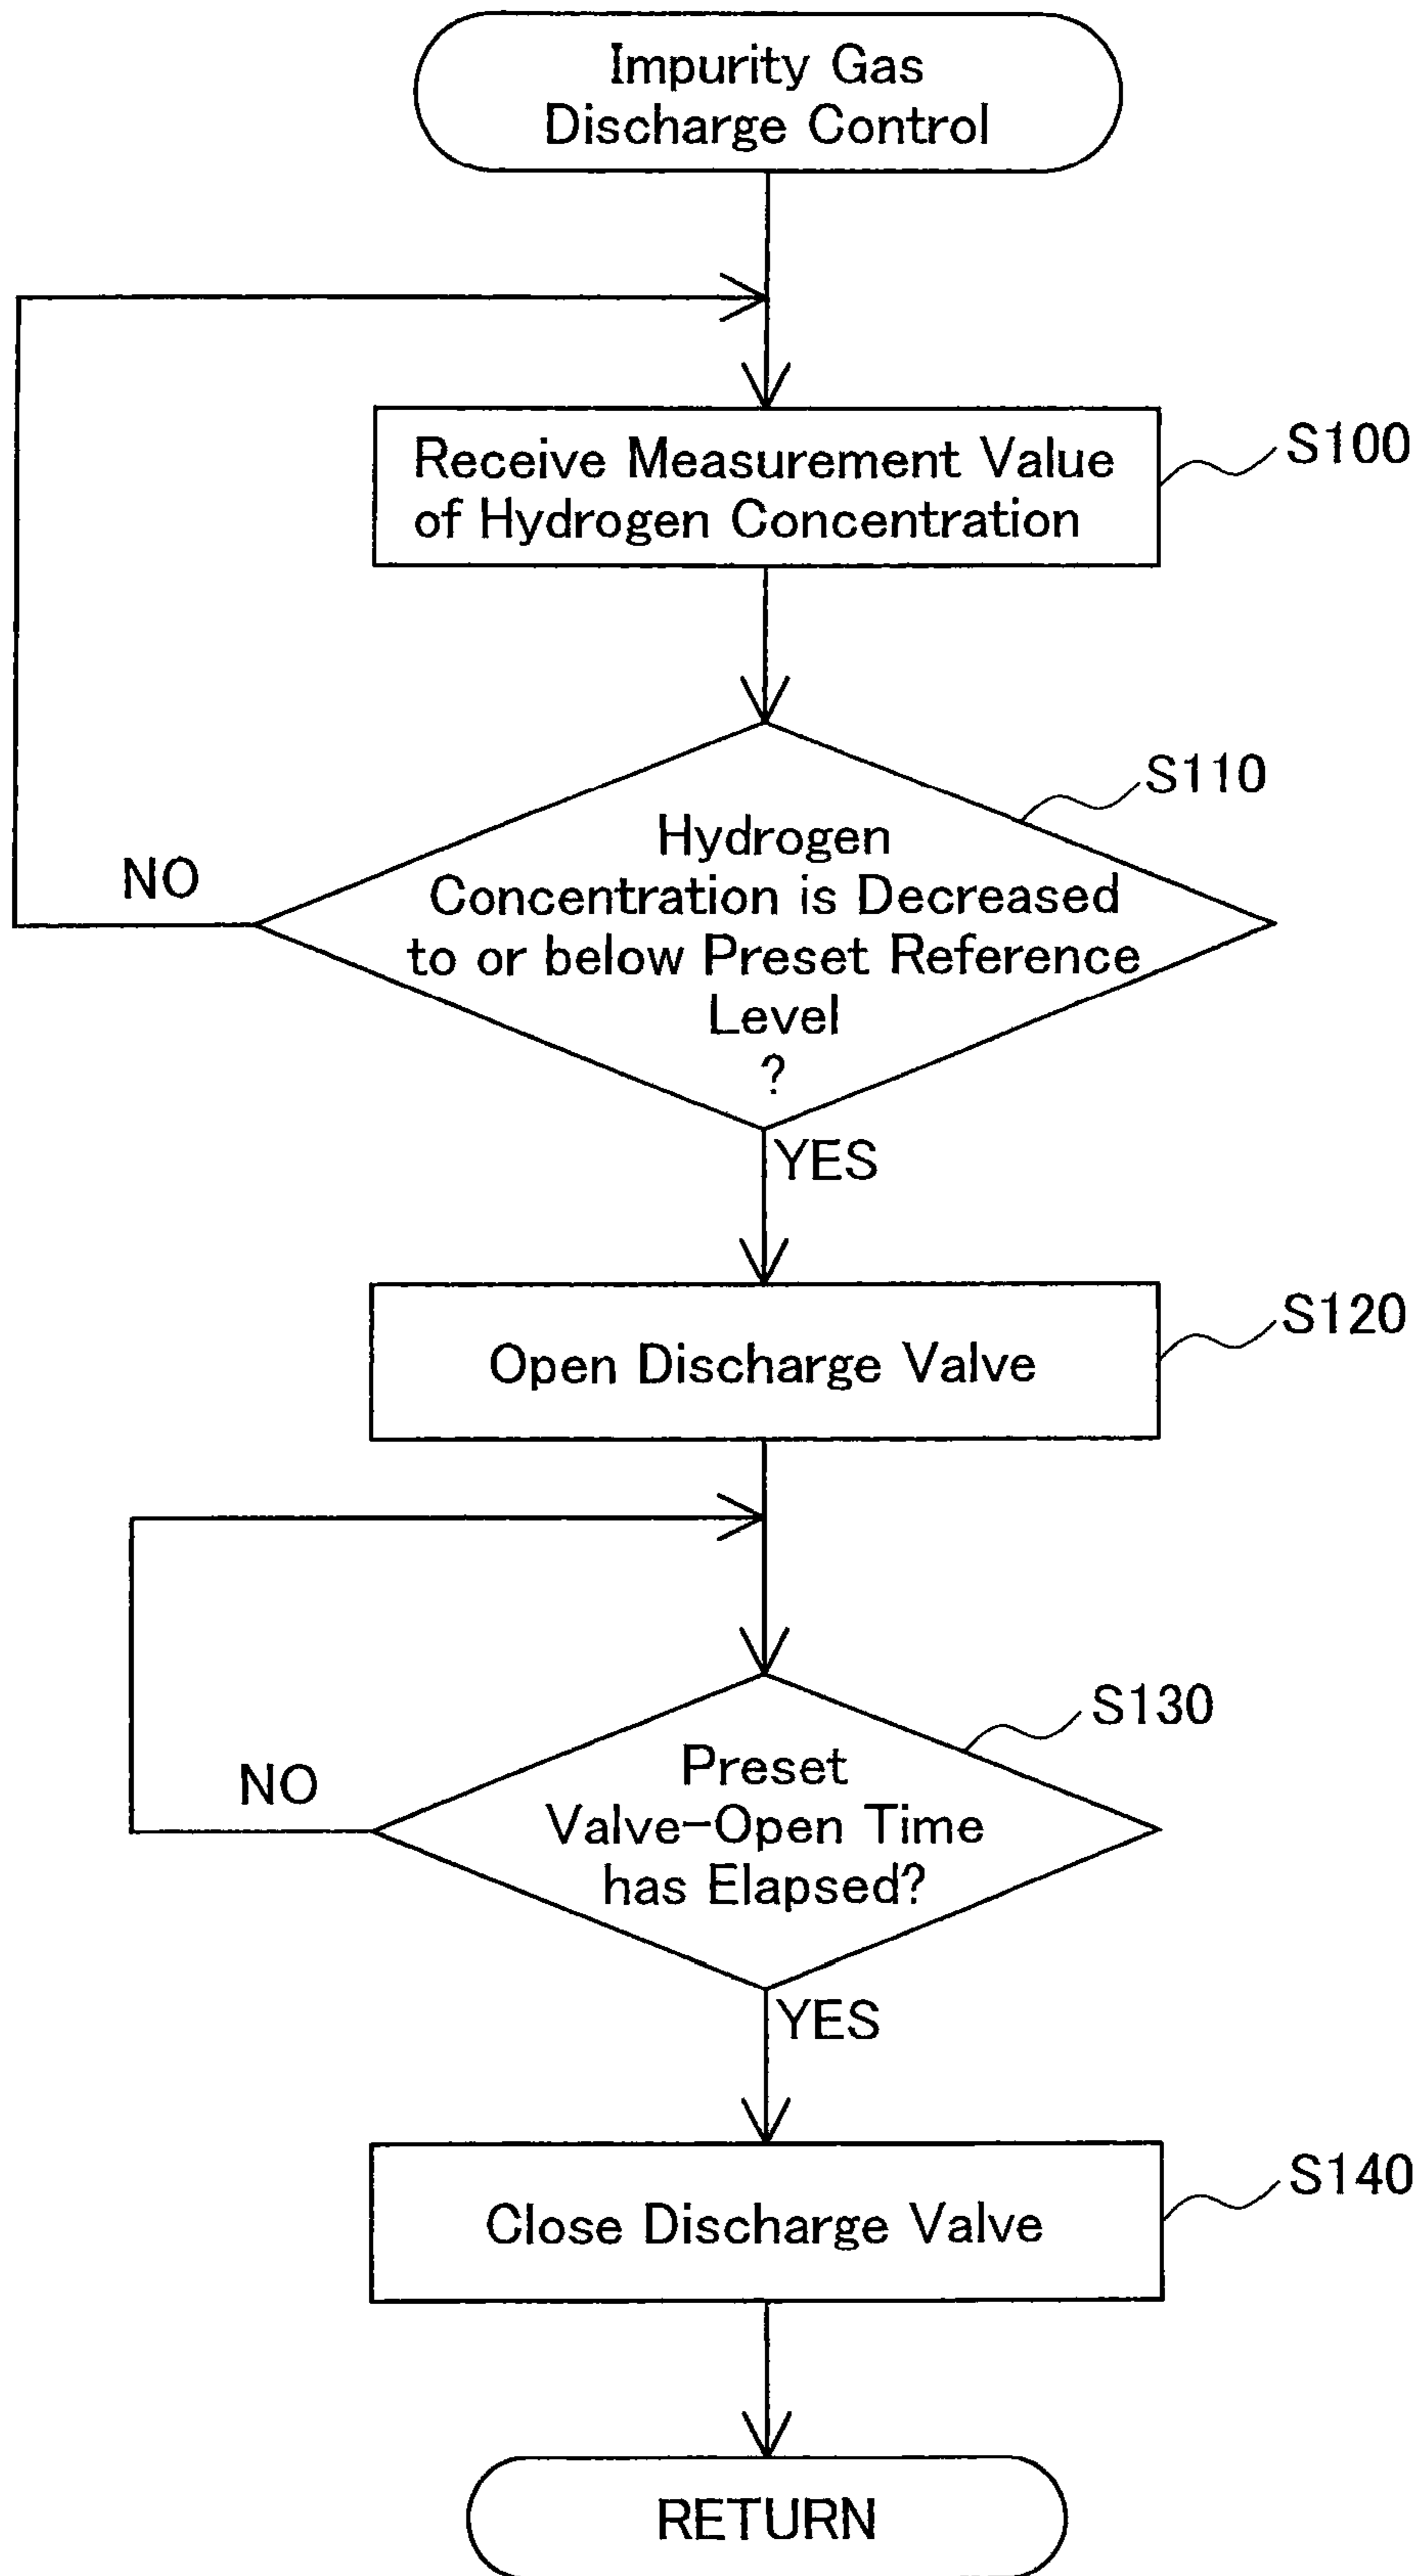 Impurity Gas
Discharge Control
Receive Measurement Value
of Hydrogen Concentration
S100
S110
Hydrogen
Concentration is Decreased
to or below Preset Reference
Level
?
NO
YES
Open Discharge Valve
S120
S130
Preset
Valve-Open Time
has Elapsed?
NO
YES
Close Discharge Valve
S140
RETURN